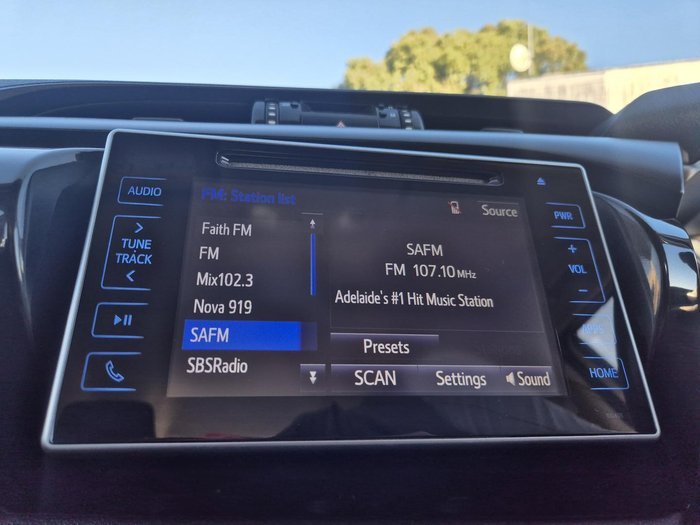 AUDIO
>
TUNE
TRACK
<
FM: Station list
Faith FM
FM
Mix102.3
Nova 919
SAFM
SBSRadio
Source
SAFM
FM 107.10 MHz
Adelaide's #1 Hit Music Station
Presets
SCAN
Settings
Sound
PWR
+
VOL
-
APPS
HOME